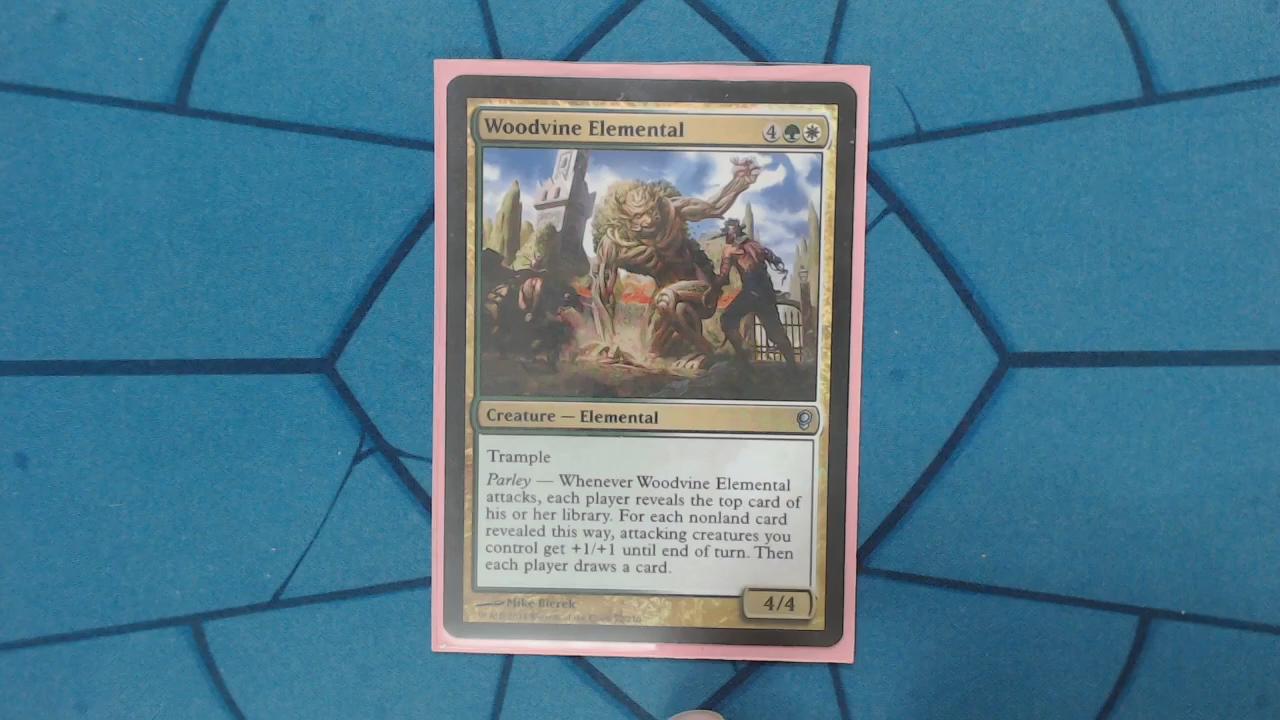 Woodvine Elemental 4
Creature — Elemental
Trample
Parley — Whenever Woodvine Elemental
attacks, each player reveals the top card of
his or her library. For each nonland card
revealed this way, attacking creatures you
control get +1/+1 until end of turn. Then
each player draws a card.
4/4
Mike Bierek